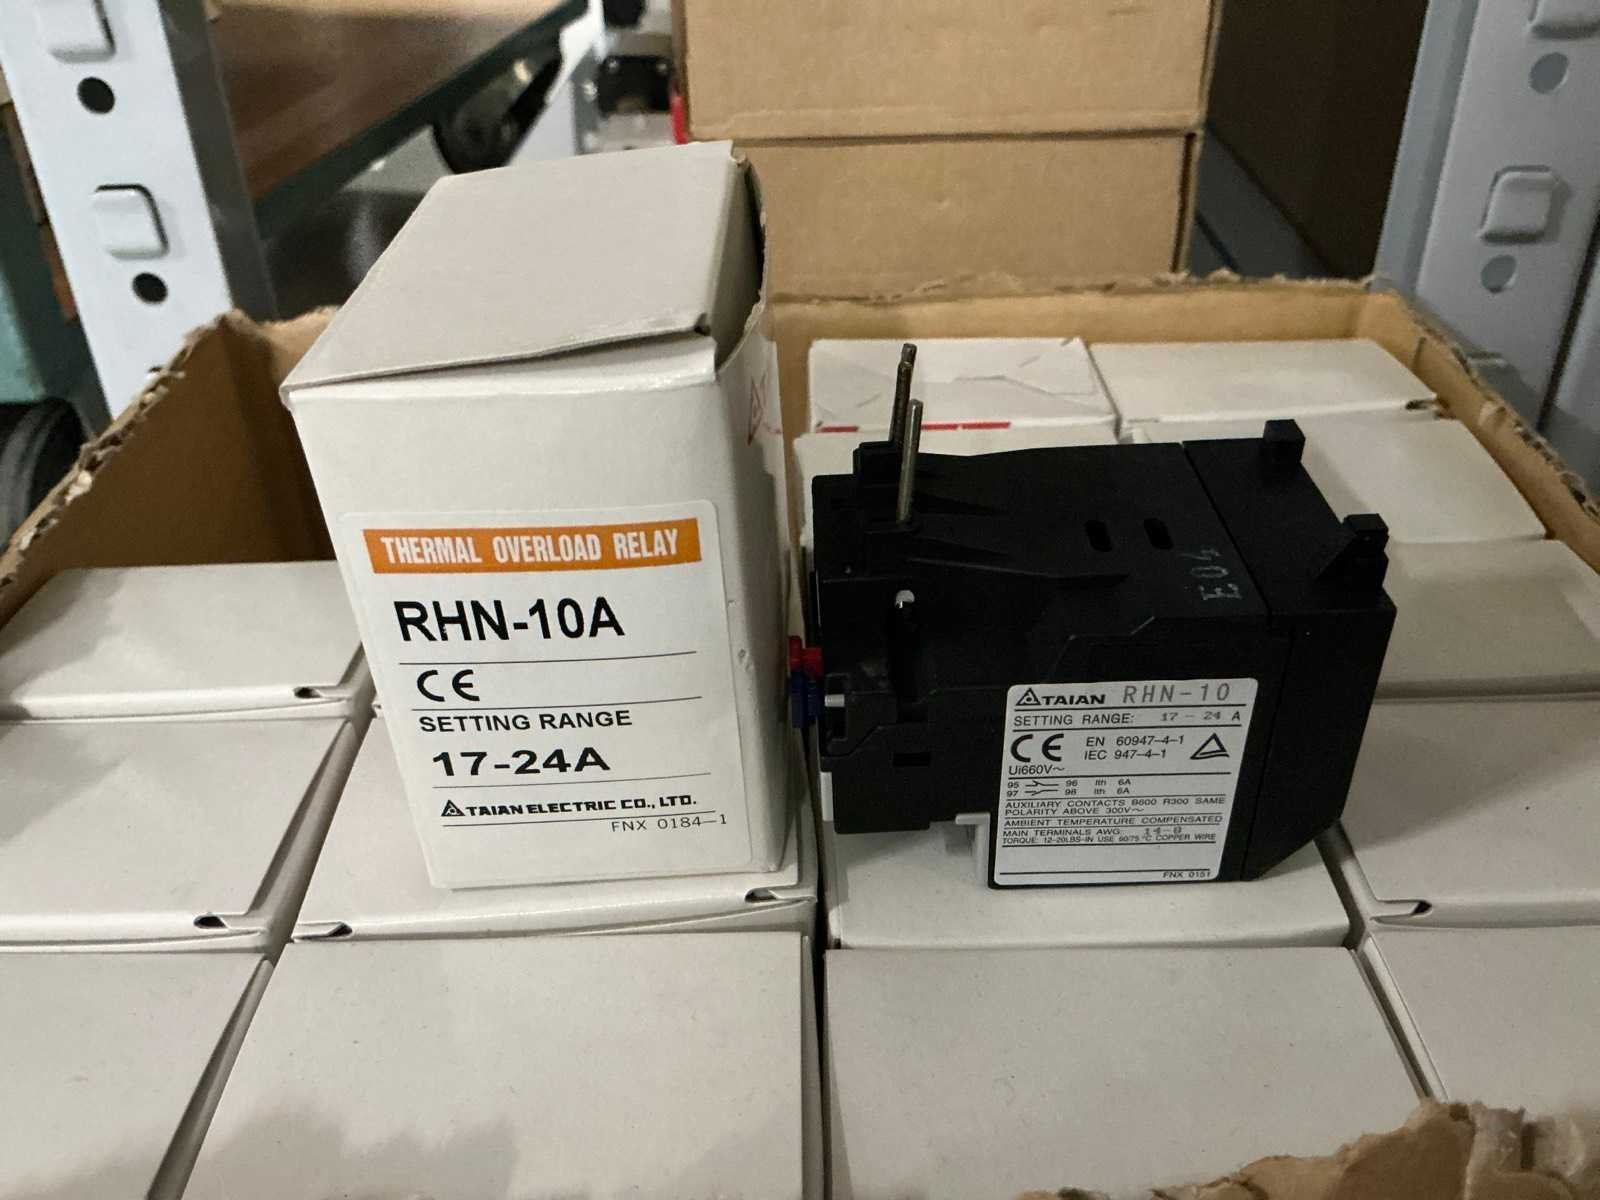 THERMAL OVERLOAD RELAY
RHN-10A
CE
SETTING RANGE
17-24A
TAIAN ELECTRIC CO., LTD.
FNX 0184-1
E04
TAIAN RHN-10
SETTING RANGE: 17 - 24 A
CE EN 60947-4-1
IEC 947-4-1
Ui660V~
95 96 Ith 6A
97 98 Ith 6A
AUXILIARY CONTACTS B600 R300 SAME
POLARITY ABOVE 300V~
AMBIENT TEMPERATURE COMPENSATED
MAIN TERMINALS AWG: 14-8
TORQUE: 12-20LBS-IN USE 60/75 °C COPPER WIRE
FNX 0151